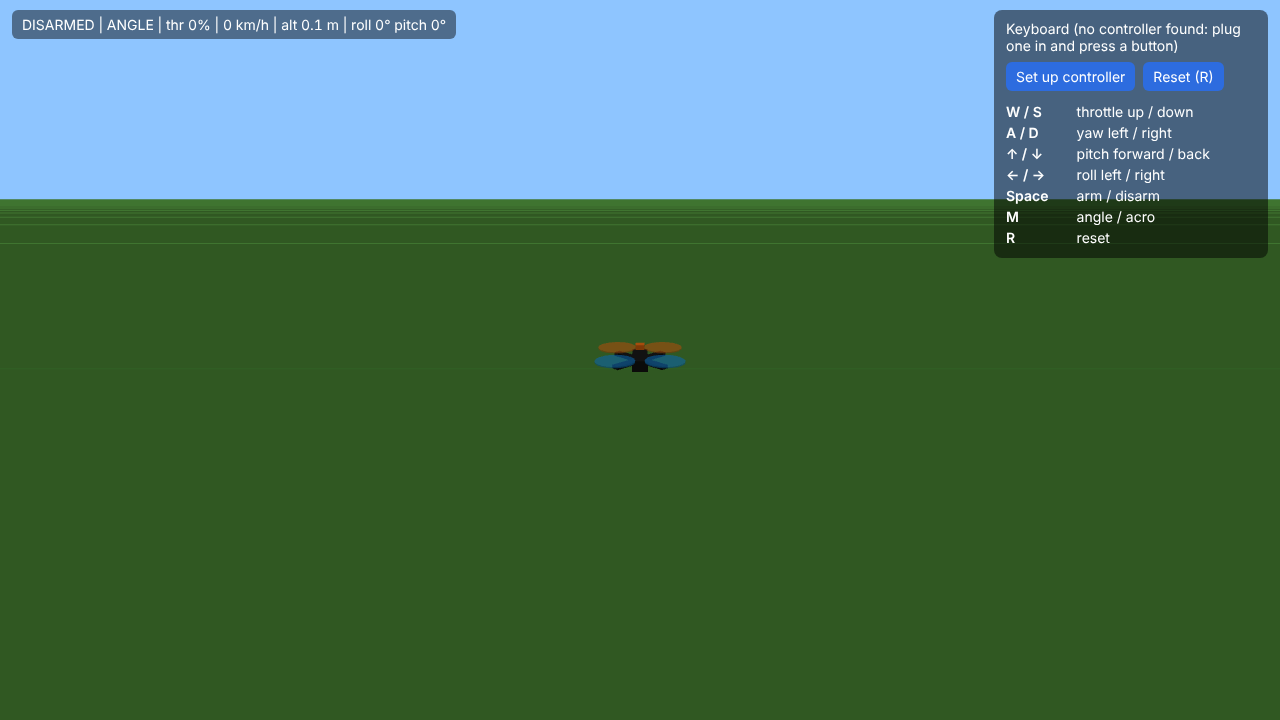 DISARMED | ANGLE | thr 0% | 0 km/h | alt 0.1 m | roll 0° pitch 0°
Keyboard (no controller found: plug
one in and press a button)
Set up controller Reset (R)
W / S throttle up / down
A / D yaw left / right
↑ / ↓ pitch forward / back
← / → roll left / right
Space arm / disarm
M angle / acro
R reset